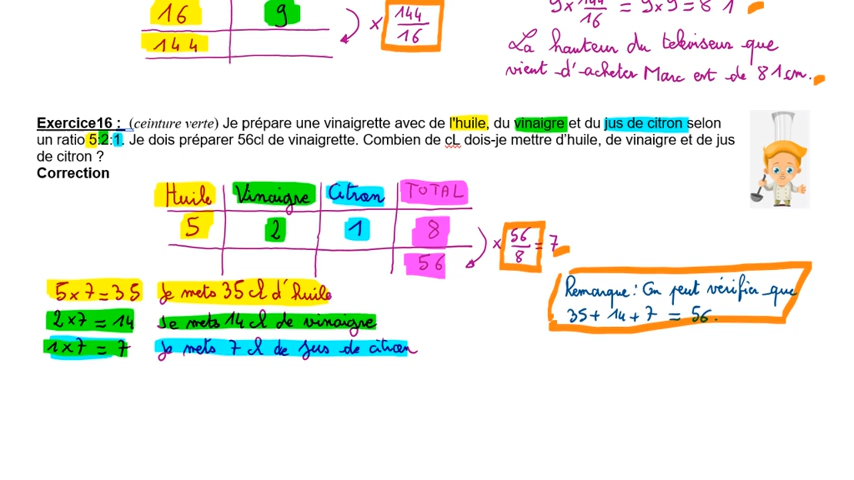 9 x 144/16 = 9 x 9 = 81
16 9
x 144/16
144
La hauteur du téléviseur que
vient d'acheter Marc est de 81cm.
Exercice16 : (ceinture verte) Je prépare une vinaigrette avec de l'huile, du vinaigre et du jus de citron selon
un ratio 5:2:1. Je dois préparer 56cl de vinaigrette. Combien de cL dois-je mettre d'huile, de vinaigre et de jus
de citron ?
Correction
Huile Vinaigre Citron TOTAL
5 2 1 8
x 56/8 = 7
56
5 x 7 = 35 Je mets 35 cl d'huile
2 x 7 = 14 Je mets 14 cl de vinaigre
1 x 7 = 7 Je mets 7 cl de jus de citron
Remarque : On peut vérifier que
35 + 14 + 7 = 56.